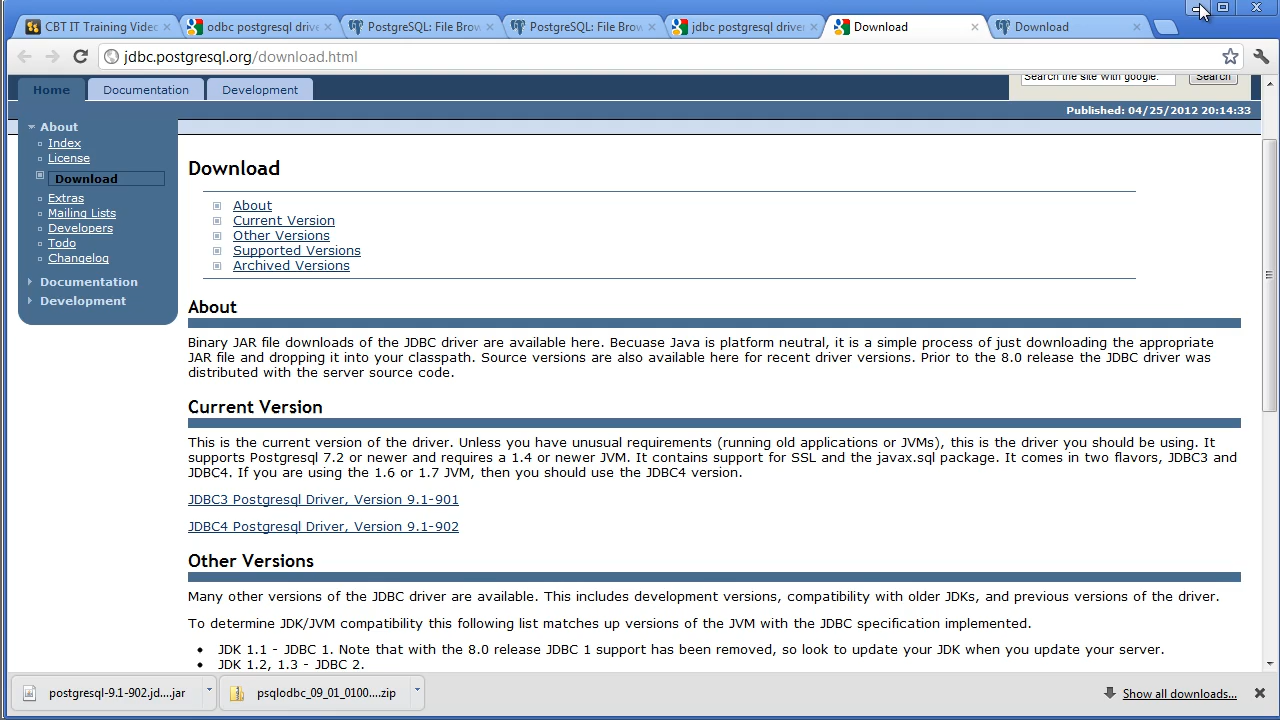 CBT IT Training Video
odbc postgresql drive
PostgreSQL: File Brow
PostgreSQL: File Brow
jdbc postgresql drive
Download
Download
jdbc.postgresql.org/download.html
Home
Documentation
Development
Search the site with google.
Search
Published: 04/25/2012 20:14:33
About
Index
License
Download
Extras
Mailing Lists
Developers
Todo
Changelog
Documentation
Development
Download
About
Current Version
Other Versions
Supported Versions
Archived Versions
About
Binary JAR file downloads of the JDBC driver are available here. Becuase Java is platform neutral, it is a simple process of just downloading the appropriate
JAR file and dropping it into your classpath. Source versions are also available here for recent driver versions. Prior to the 8.0 release the JDBC driver was
distributed with the server source code.
Current Version
This is the current version of the driver. Unless you have unusual requirements (running old applications or JVMs), this is the driver you should be using. It
supports Postgresql 7.2 or newer and requires a 1.4 or newer JVM. It contains support for SSL and the javax.sql package. It comes in two flavors, JDBC3 and
JDBC4. If you are using the 1.6 or 1.7 JVM, then you should use the JDBC4 version.
JDBC3 Postgresql Driver, Version 9.1-901
JDBC4 Postgresql Driver, Version 9.1-902
Other Versions
Many other versions of the JDBC driver are available. This includes development versions, compatibility with older JDKs, and previous versions of the driver.
To determine JDK/JVM compatibility this following list matches up versions of the JVM with the JDBC specification implemented.
• JDK 1.1 - JDBC 1. Note that with the 8.0 release JDBC 1 support has been removed, so look to update your JDK when you update your server.
• JDK 1.2, 1.3 - JDBC 2.
postgresql-9.1-902.jd....jar
psqlodbc_09_01_0100....zip
Show all downloads...